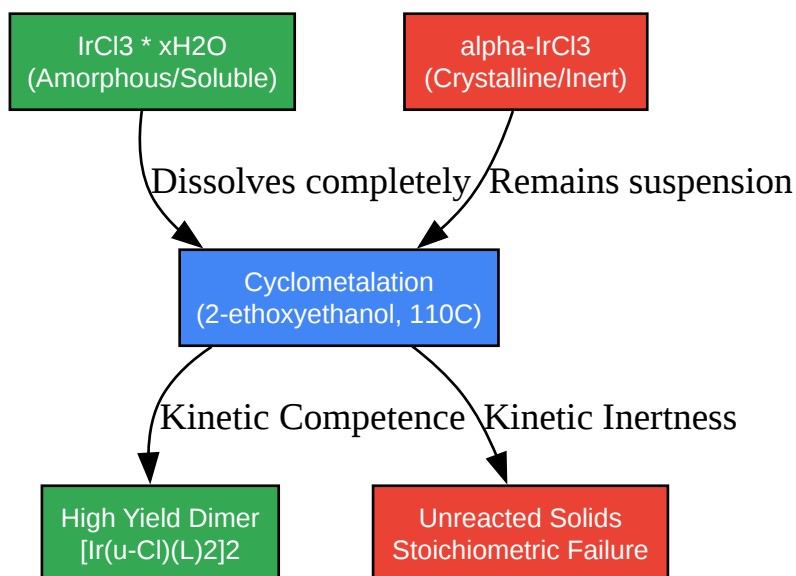 IrCl3 * xH2O
(Amorphous/Soluble)
alpha-IrCl3
(Crystalline/Inert)
Dissolves completely
Remains suspension
Cyclometalation
(2-ethoxyethanol, 110C)
Kinetic Competence
Kinetic Inertness
High Yield Dimer
[Ir(u-Cl)(L)2]2
Unreacted Solids
Stoichiometric Failure